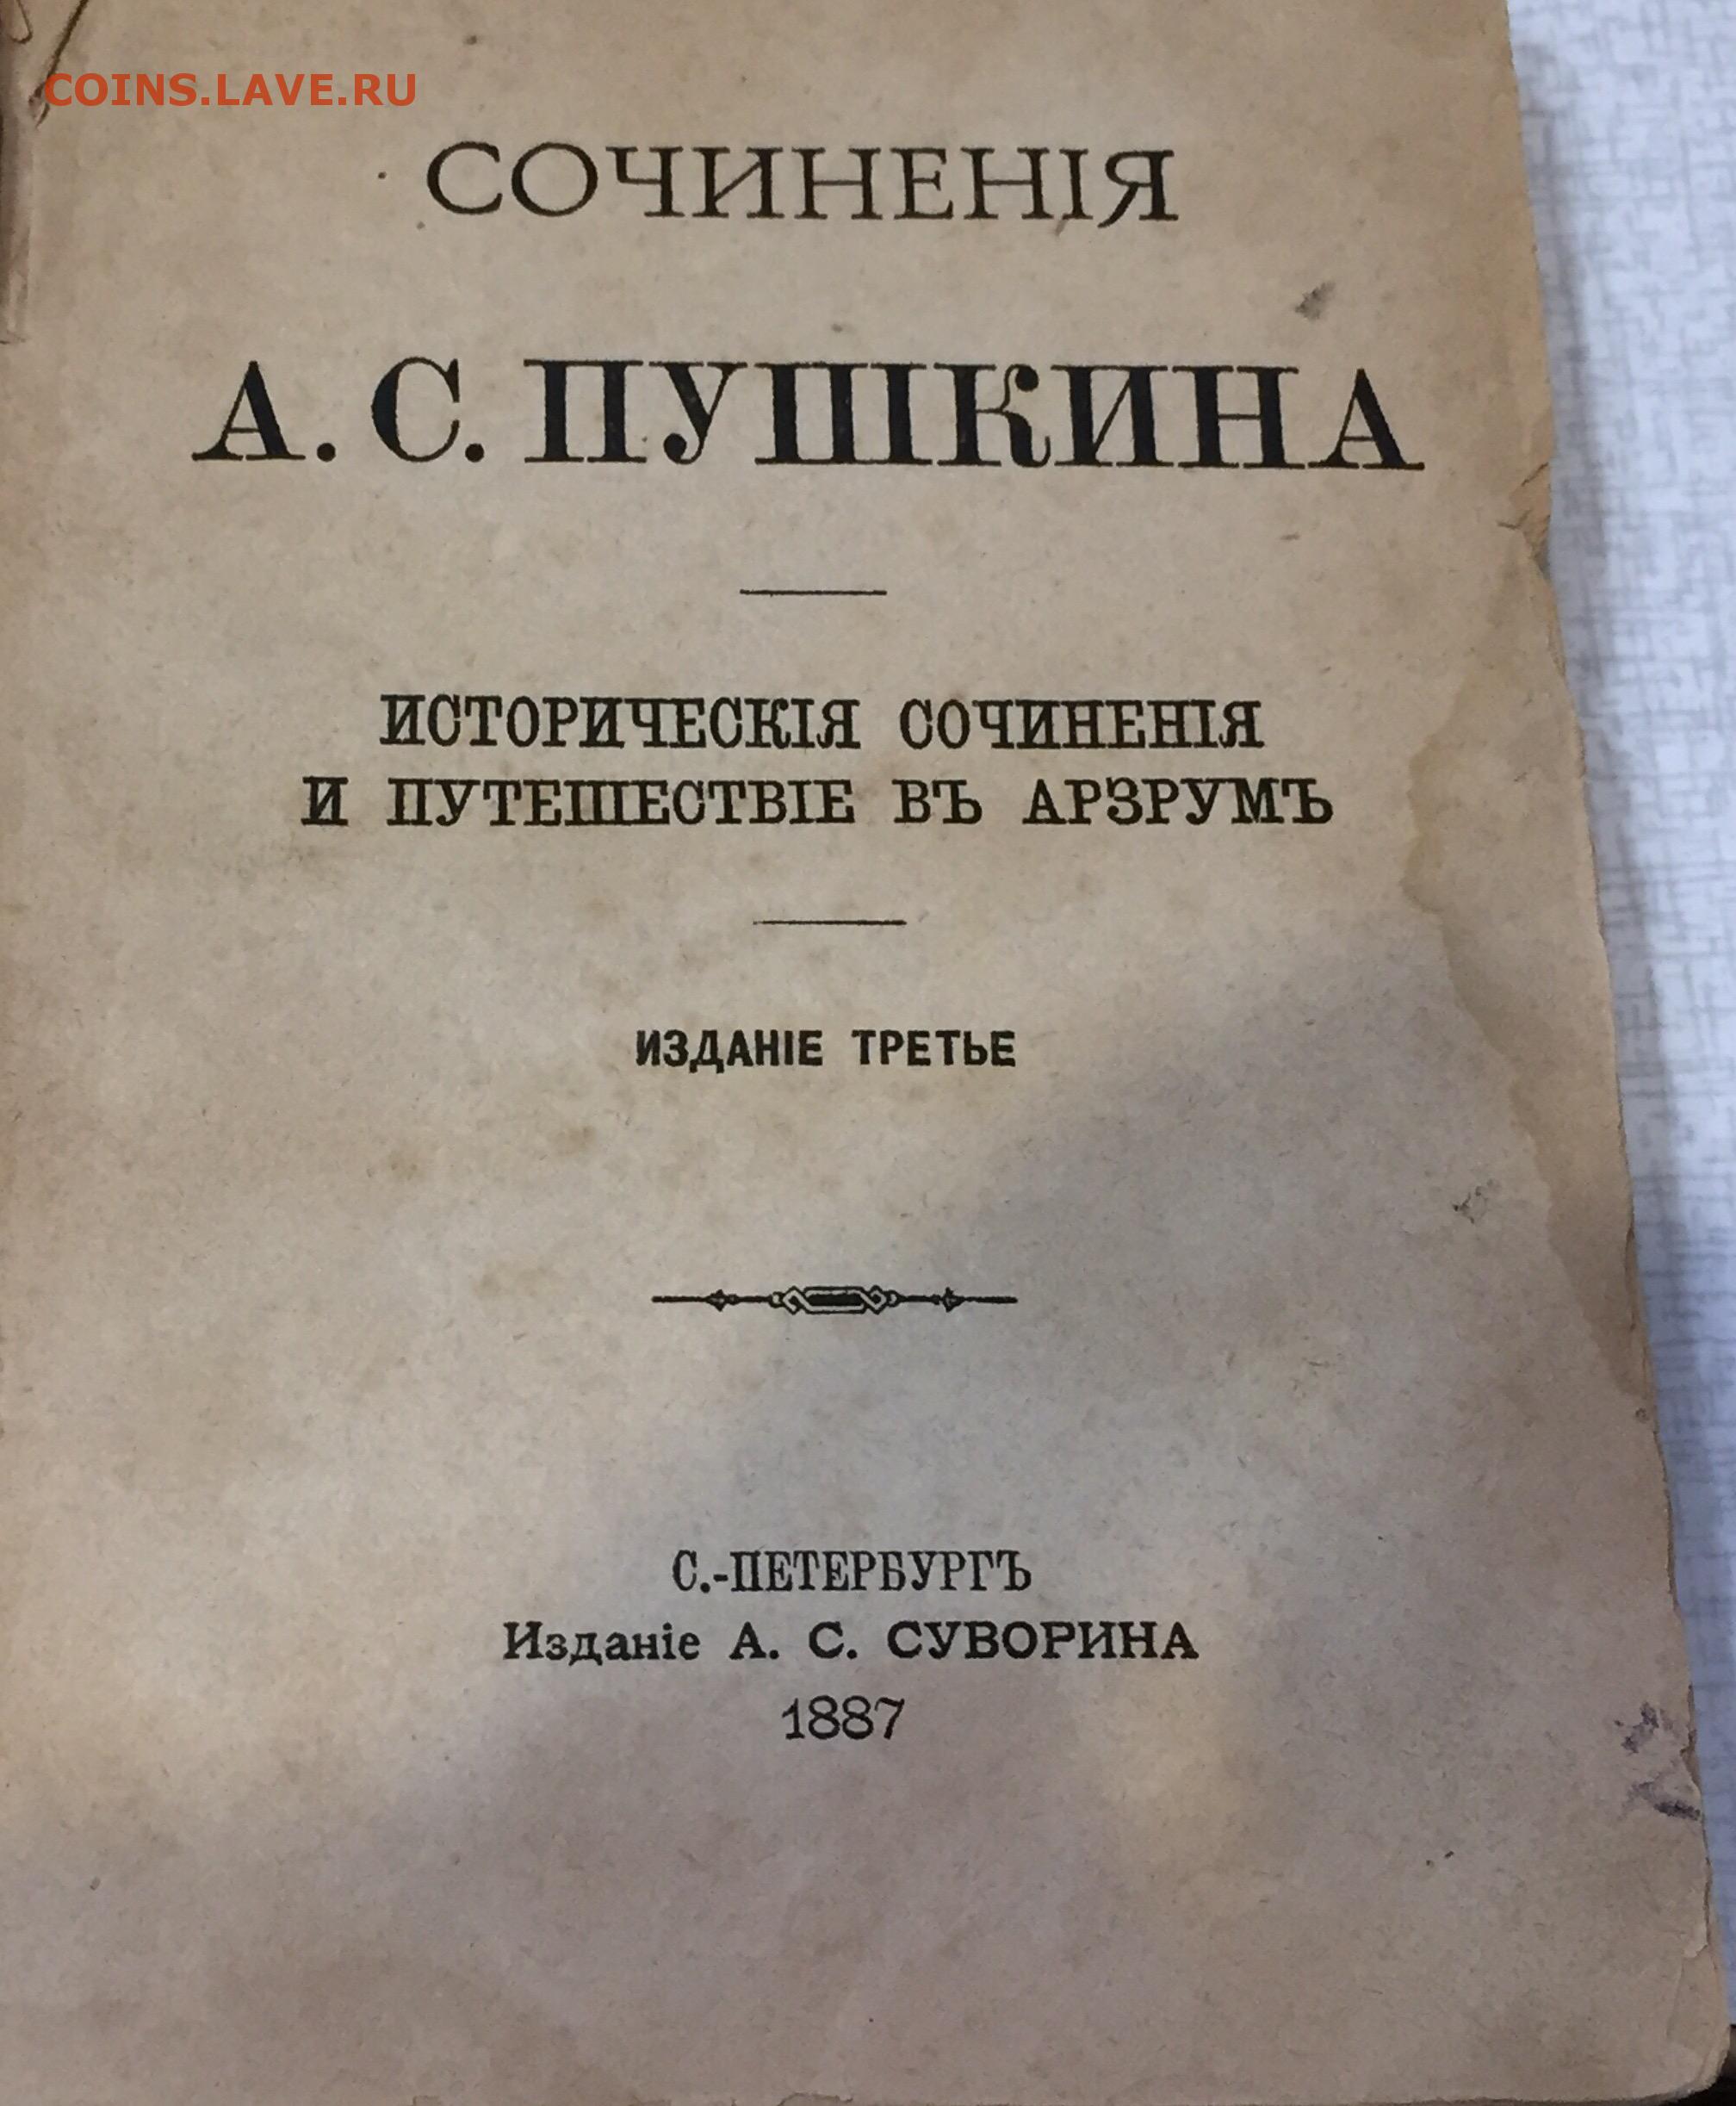 COINS.LAVE.RU
СОЧИНЕНІЯ
А. С. ПУШКИНА
ИСТОРИЧЕСКІЯ СОЧИНЕНІЯ
И ПУТЕШЕСТВІЕ ВЪ АРЗРУМЪ
ИЗДАНІЕ ТРЕТЬЕ
С.-ПЕТЕРБУРГЪ
Изданіе А. С. СУВОРИНА
1887